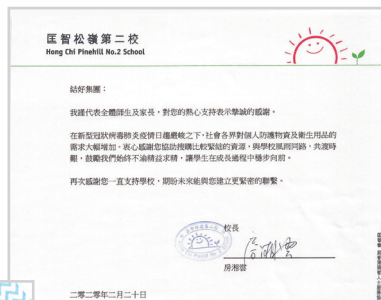 匡智松嶺第二校
Hong Chi Pinehill No.2 School
結好集團：
我謹代表全體師生及家長，對您的熱心支持表示摯誠的感謝。
在新型冠狀病毒肺炎疫情日趨嚴峻之下，社會各界對個人防護物資及衛生用品的
需求大幅增加，衷心感謝您協助搜購比較緊絀的資源，與學校風雨同路，共渡時
艱，鼓勵我們始終不渝精益求精，讓學生在成長過程中穩步向前。
再次感謝您一直支持學校，期盼未來能與您建立更緊密的聯繫。
校長
房湘雲
二零二零年二月二十日